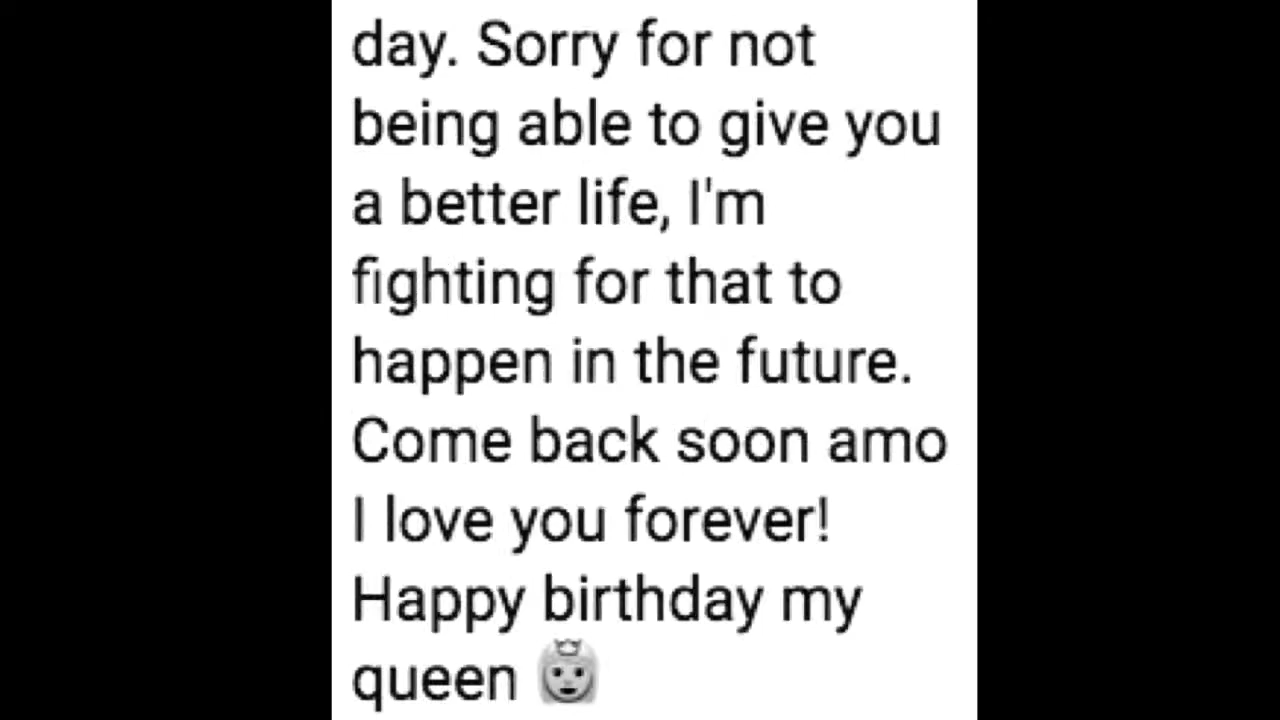 day. Sorry for not
being able to give you
a better life, I'm
fighting for that to
happen in the future.
Come back soon amo
I love you forever!
Happy birthday my
queen 👸